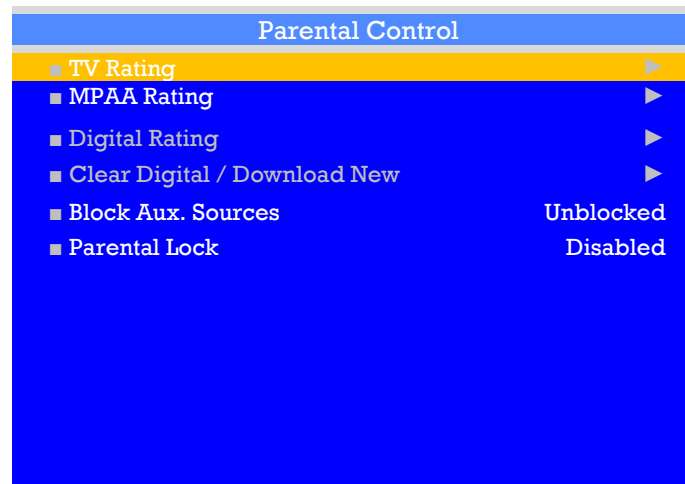 Parental Control
TV Rating
MPAA Rating
Digital Rating
Clear Digital / Download New
Block Aux. Sources Unblocked
Parental Lock Disabled